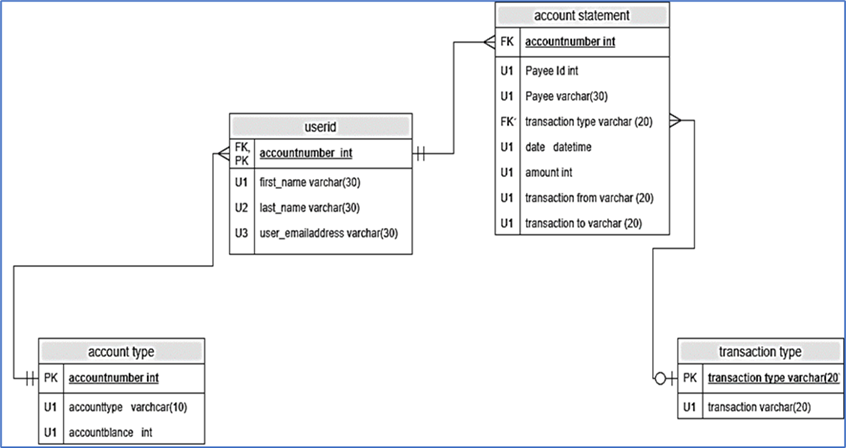 account statement
FK accountnumber int
U1 Payee Id int
U1 Payee varchar(30)
FK transaction type varchar (20)
U1 date datetime
U1 amount int
U1 transaction from varchar (20)
U1 transaction to varchar (20)
userid
FK, PK accountnumber int
U1 first_name varchar(30)
U2 last_name varchar(30)
U3 user_emailaddress varchar(30)
account type
PK accountnumber int
U1 accounttype varchcar(10)
U1 accountblance int
transaction type
PK transaction type varchar(20
U1 transaction varchar(20)